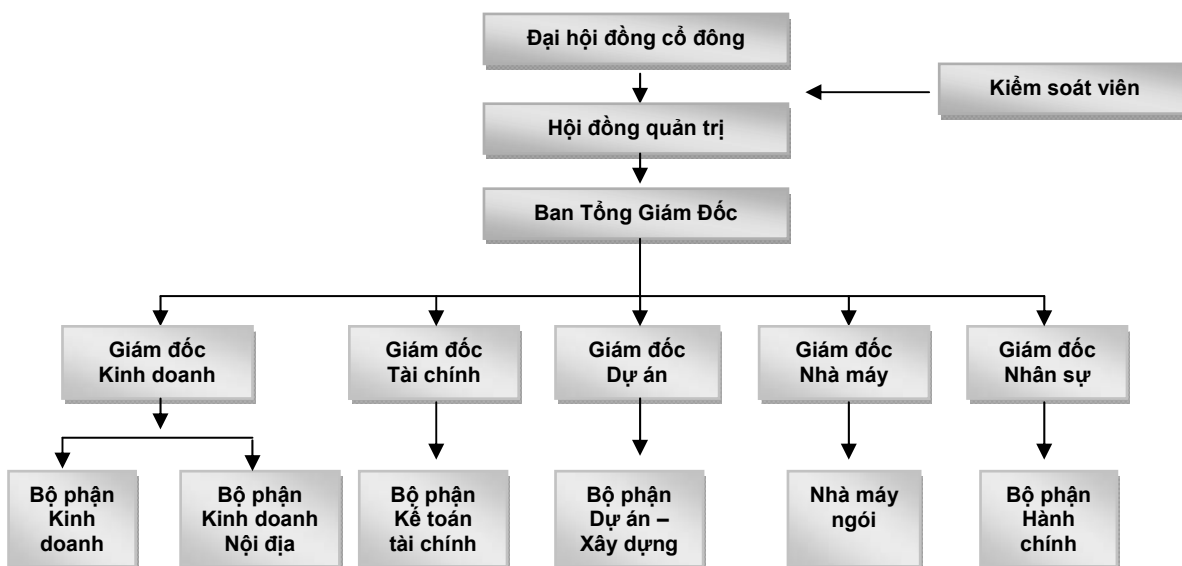 Đại hội đồng cổ đông
Kiểm soát viên
Hội đồng quản trị
Ban Tổng Giám Đốc
Giám đốc
Kinh doanh
Giám đốc
Tài chính
Giám đốc
Dự án
Giám đốc
Nhà máy
Giám đốc
Nhân sự
Bộ phận
Kinh
doanh
Bộ phận
Kinh doanh
Nội địa
Bộ phận
Kế toán
tài chính
Bộ phận
Dự án –
Xây dựng
Nhà máy
ngói
Bộ phận
Hành
chính